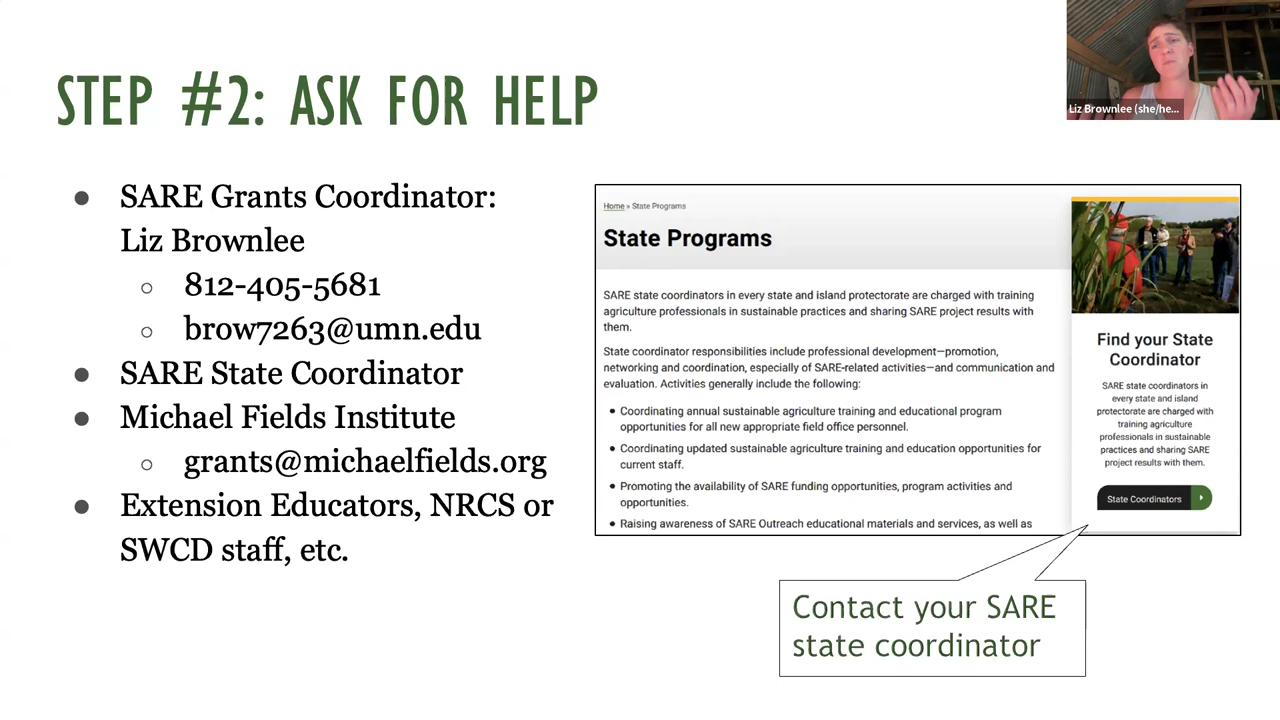 STEP #2: ASK FOR HELP
Liz Brownlee (she/he...
SARE Grants Coordinator:
Liz Brownlee
812-405-5681
brow7263@umn.edu
SARE State Coordinator
Michael Fields Institute
grants@michaelfields.org
Extension Educators, NRCS or
SWCD staff, etc.
Home » State Programs
State Programs
SARE state coordinators in every state and island protectorate are charged with training
agriculture professionals in sustainable practices and sharing SARE project results with
them.
State coordinator responsibilities include professional development—promotion,
networking and coordination, especially of SARE-related activities—and communication and
evaluation. Activities generally include the following:
Coordinating annual sustainable agriculture training and educational program
opportunities for all new appropriate field office personnel.
Coordinating updated sustainable agriculture training and education opportunities for
current staff.
Promoting the availability of SARE funding opportunities, program activities and
opportunities.
Raising awareness of SARE Outreach educational materials and services, as well as
Find your State
Coordinator
SARE state coordinators in
every state and island
protectorate are charged with
training agriculture
professionals in sustainable
practices and sharing SARE
project results with them.
State Coordinators
Contact your SARE
state coordinator